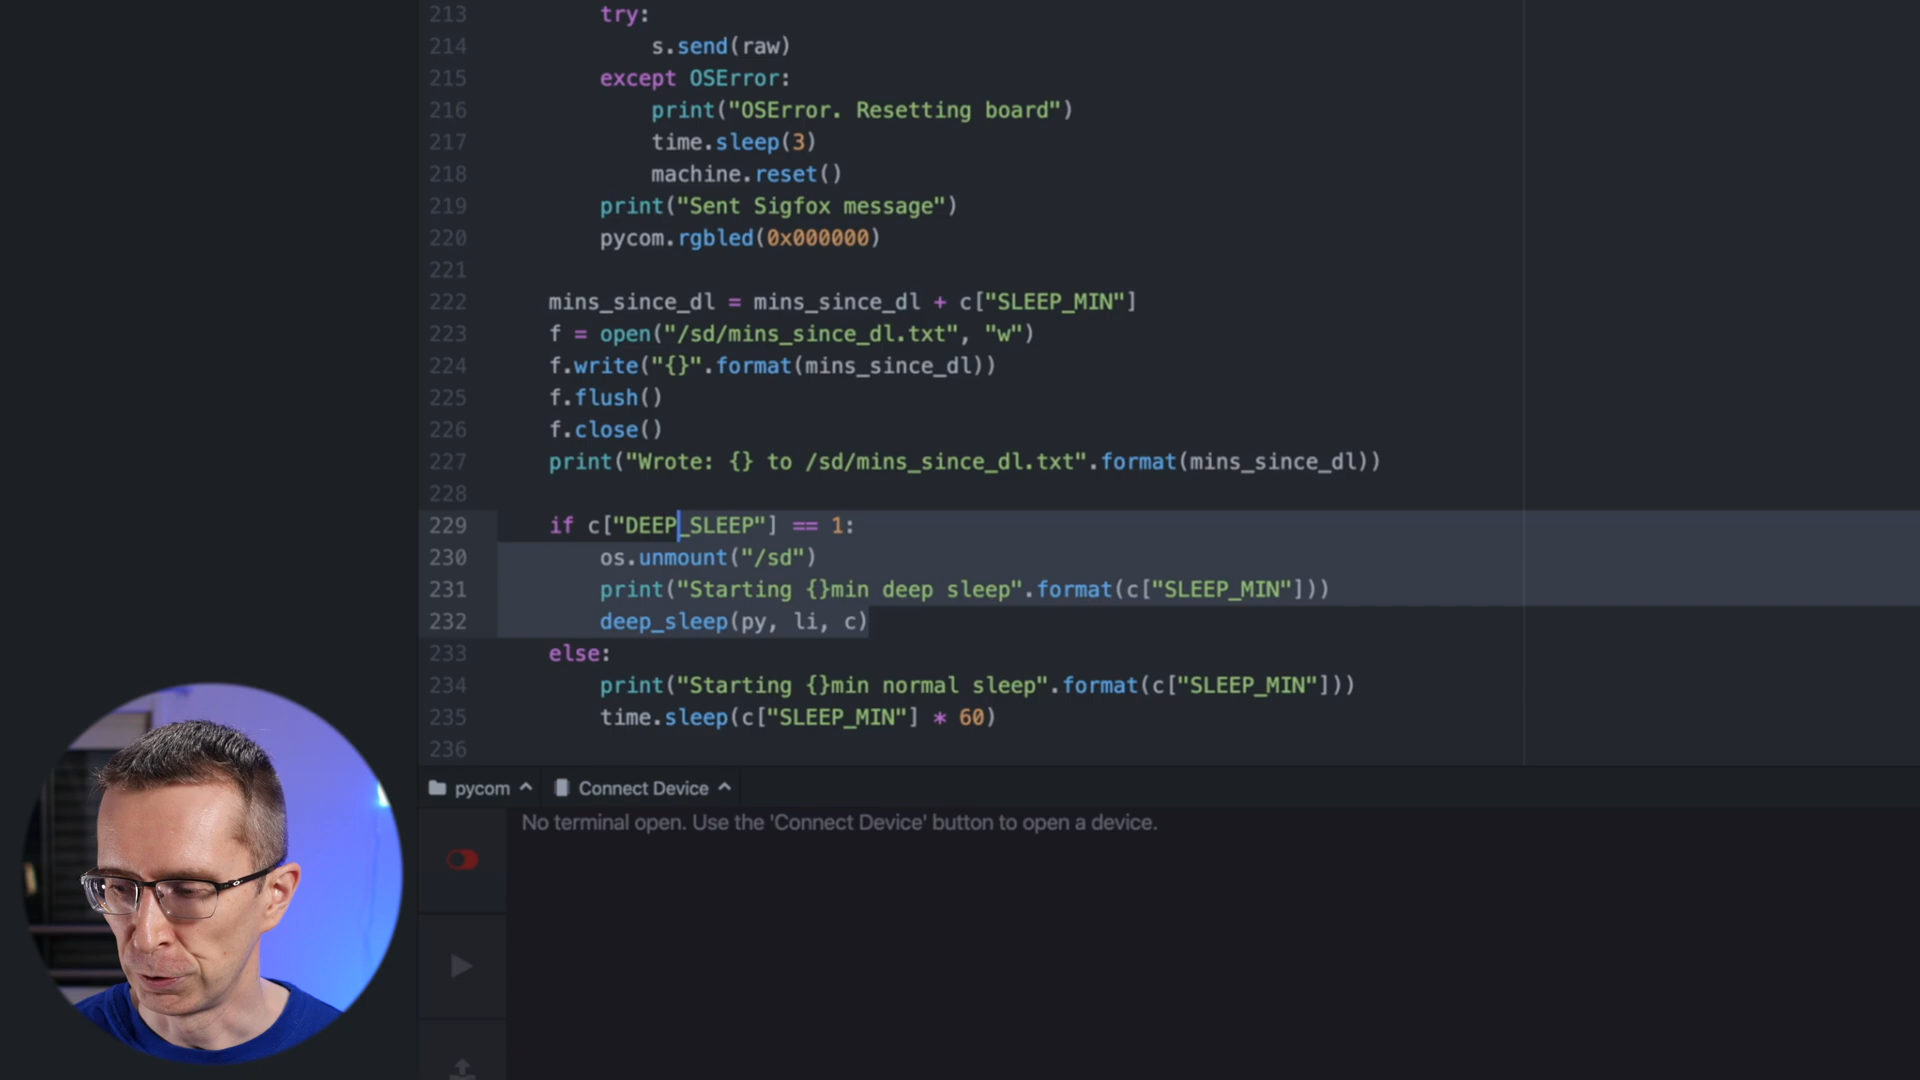 213 try:
214 s.send(raw)
215 except OSError:
216 print("OSError. Resetting board")
217 time.sleep(3)
218 machine.reset()
219 print("Sent Sigfox message")
220 pycom.rgbled(0x000000)
221
222 mins_since_dl = mins_since_dl + c["SLEEP_MIN"]
223 f = open("/sd/mins_since_dl.txt", "w")
224 f.write("{}".format(mins_since_dl))
225 f.flush()
226 f.close()
227 print("Wrote: {} to /sd/mins_since_dl.txt".format(mins_since_dl))
228
229 if c["DEEP_SLEEP"] == 1:
230 os.unmount("/sd")
231 print("Starting {}min deep sleep".format(c["SLEEP_MIN"]))
232 deep_sleep(py, li, c)
233 else:
234 print("Starting {}min normal sleep".format(c["SLEEP_MIN"]))
235 time.sleep(c["SLEEP_MIN"] * 60)
236
pycom Connect Device
No terminal open. Use the 'Connect Device' button to open a device.